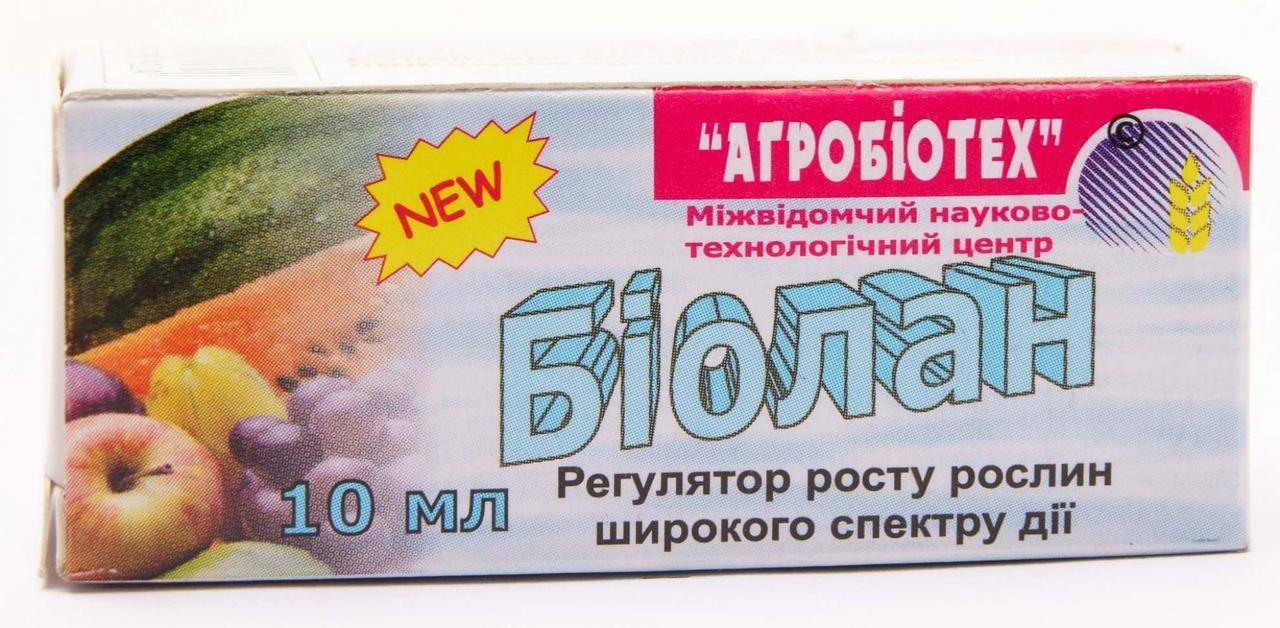 NEW
"АГРОБІОТЕХ"
©
Міжвідомчий науково-
технологічний центр
Біолан
10 мл
Регулятор росту рослин
широкого спектру дії